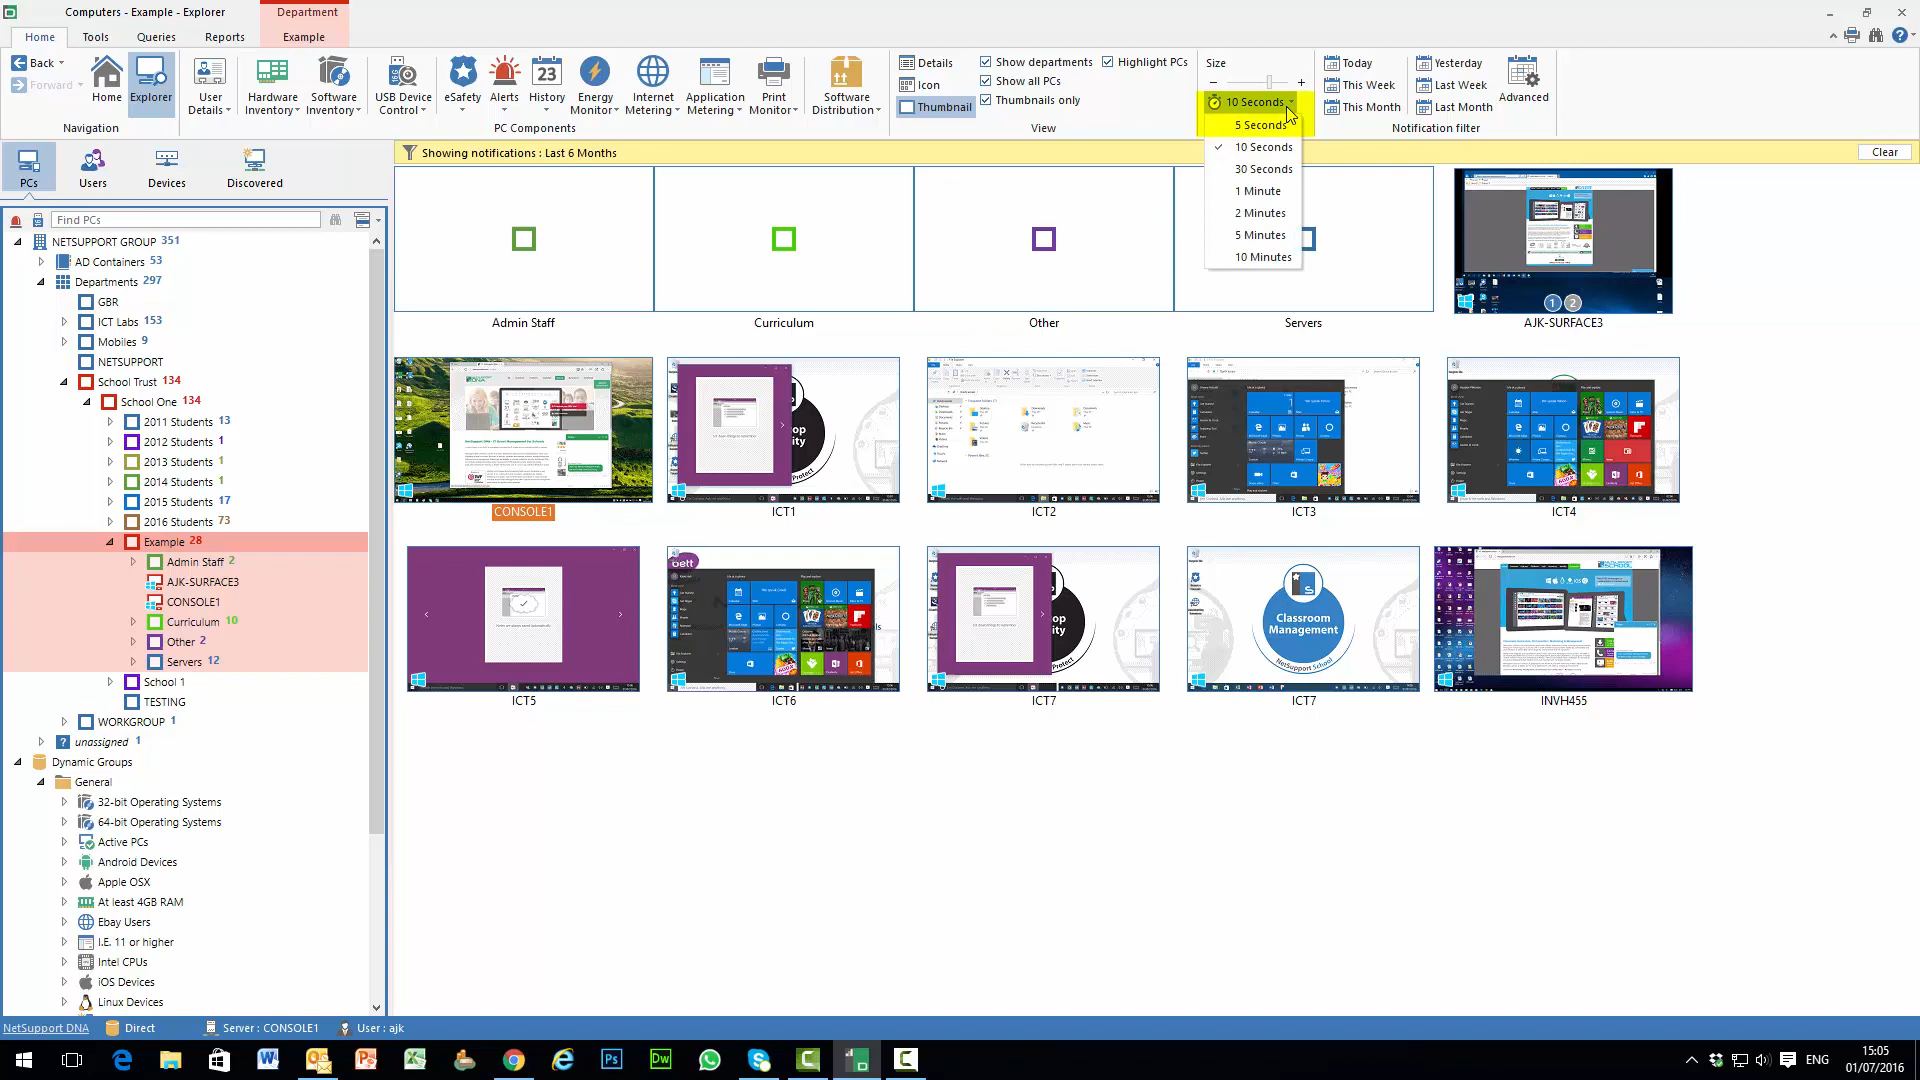 Computers - Example - Explorer
Department
Home
Tools
Queries
Reports
Example
Back
Forward
Home
Explorer
Navigation
User Details
Hardware Inventory
Software Inventory
USB Device Control
eSafety
Alerts
23
History
Energy Monitor
Internet Metering
Application Metering
Print Monitor
PC Components
Software Distribution
Details
Icon
Thumbnail
Show departments
Show all PCs
Thumbnails only
Highlight PCs
View
Size
10 Seconds
5 Seconds
10 Seconds
30 Seconds
1 Minute
2 Minutes
5 Minutes
10 Minutes
Today
This Week
This Month
Yesterday
Last Week
Last Month
Advanced
Notification filter
PCs
Users
Devices
Discovered
Showing notifications : Last 6 Months
Clear
Find PCs
NETSUPPORT GROUP 351
AD Containers 53
Departments 297
GBR
ICT Labs 153
Mobiles 9
NETSUPPORT
School Trust 134
School One 134
2011 Students 13
2012 Students 1
2013 Students 1
2014 Students 1
2015 Students 17
2016 Students 73
Example 28
Admin Staff 2
AJK-SURFACE3
CONSOLE1
Curriculum 10
Other 2
Servers 12
School 1
TESTING
WORKGROUP 1
unassigned 1
Dynamic Groups
General
32-bit Operating Systems
64-bit Operating Systems
Active PCs
Android Devices
Apple OSX
At least 4GB RAM
Ebay Users
I.E. 11 or higher
Intel CPUs
iOS Devices
Linux Devices
Admin Staff
Curriculum
Other
Servers
1 2
AJK-SURFACE3
CONSOLE1
ICT1
ICT2
ICT3
ICT4
bett
Classroom Management
NetSupport School
ICT5
ICT6
ICT7
ICT7
INVH455
NetSupport DNA
Direct
Server : CONSOLE1
User : ajk
ENG
15:05
01/07/2016